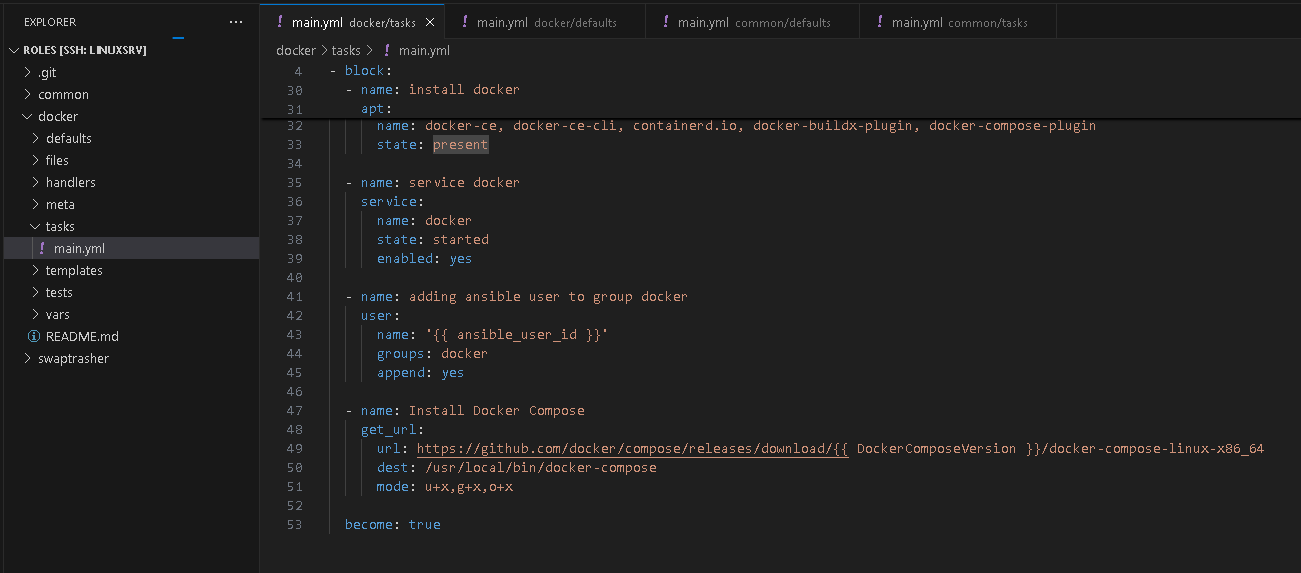 EXPLORER ...
ROLES [SSH: LINUXSRV]
.git
common
docker
defaults
files
handlers
meta
tasks
! main.yml
templates
tests
vars
README.md
swaptrasher
! main.yml docker/tasks ×
! main.yml docker/defaults
! main.yml common/defaults
! main.yml common/tasks
docker > tasks > ! main.yml
4 - block:
30 - name: install docker
31 apt:
32 name: docker-ce, docker-ce-cli, containerd.io, docker-buildx-plugin, docker-compose-plugin
33 state: present
34
35 - name: service docker
36 service:
37 name: docker
38 state: started
39 enabled: yes
40
41 - name: adding ansible user to group docker
42 user:
43 name: '{{ ansible_user_id }}'
44 groups: docker
45 append: yes
46
47 - name: Install Docker Compose
48 get_url:
49 url: https://github.com/docker/compose/releases/download/{{ DockerComposeVersion }}/docker-compose-linux-x86_64
50 dest: /usr/local/bin/docker-compose
51 mode: u+x,g+x,o+x
52
53 become: true